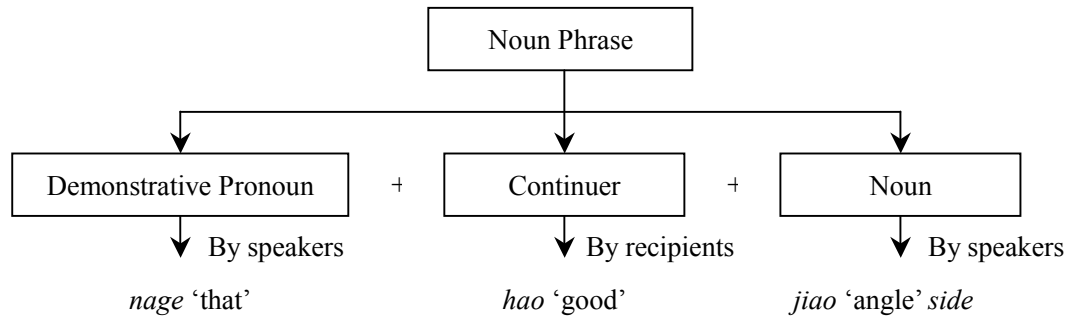 Noun Phrase
Demonstrative Pronoun + Continuer + Noun
By speakers By recipients By speakers
nage ‘that’ hao ‘good’ jiao ‘angle’ side